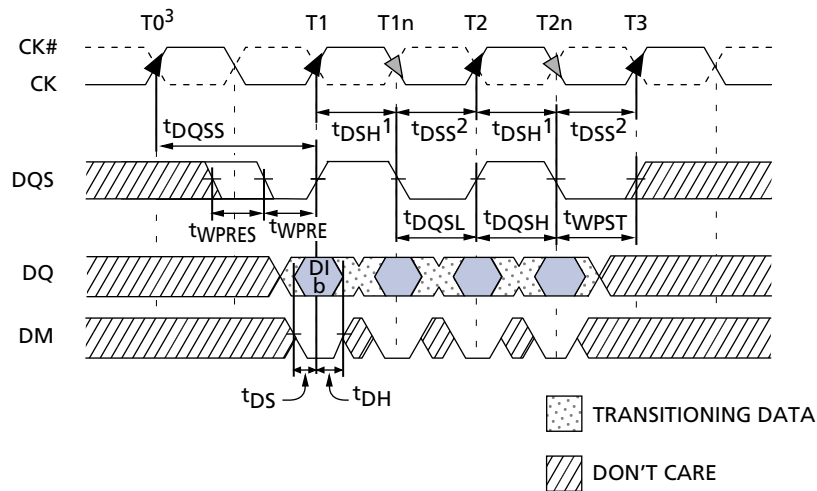 T0³ T1 T1n T2 T2n T3
CK#
CK
tDQSS tDSH¹ tDSS² tDSH¹ tDSS²
DQS
tWPRES tWPRE tDQSL tDQSH tWPST
DQ
DI
b
DM
tDS tDH
TRANSITIONING DATA
DON'T CARE